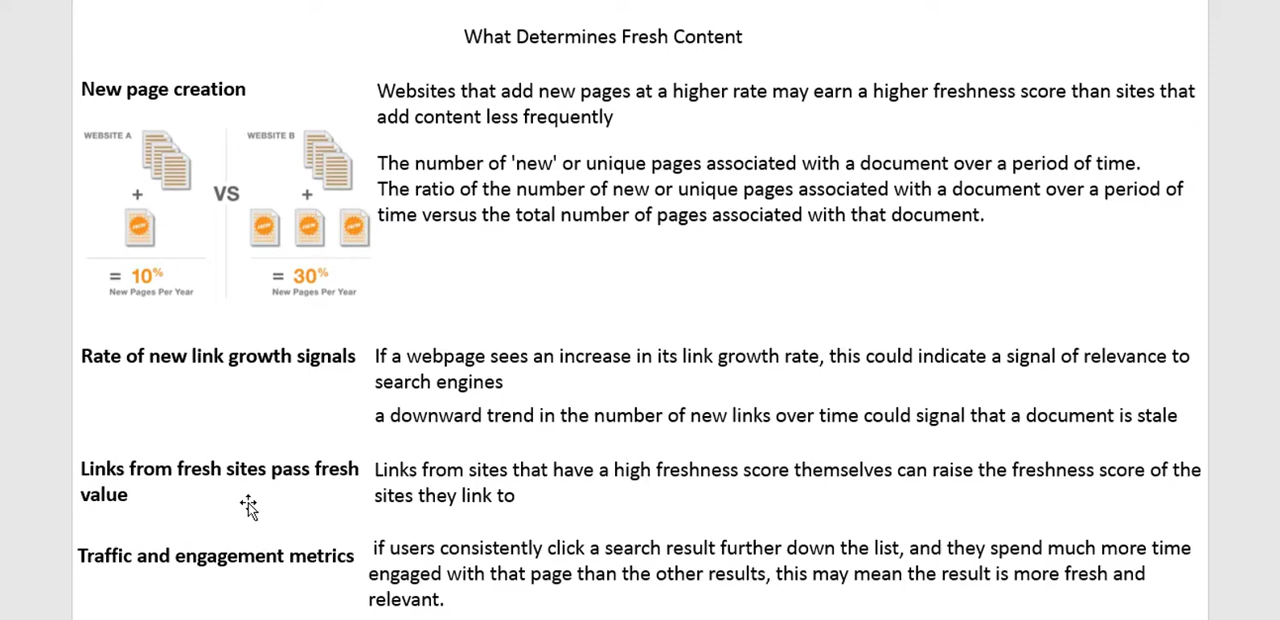 What Determines Fresh Content
New page creation
Websites that add new pages at a higher rate may earn a higher freshness score than sites that
add content less frequently
WEBSITE A
WEBSITE B
+
VS
+
= 10%
New Pages Per Year
= 30%
New Pages Per Year
The number of 'new' or unique pages associated with a document over a period of time.
The ratio of the number of new or unique pages associated with a document over a period of
time versus the total number of pages associated with that document.
Rate of new link growth signals
If a webpage sees an increase in its link growth rate, this could indicate a signal of relevance to
search engines
a downward trend in the number of new links over time could signal that a document is stale
Links from fresh sites pass fresh
value
Links from sites that have a high freshness score themselves can raise the freshness score of the
sites they link to
Traffic and engagement metrics
if users consistently click a search result further down the list, and they spend much more time
engaged with that page than the other results, this may mean the result is more fresh and
relevant.